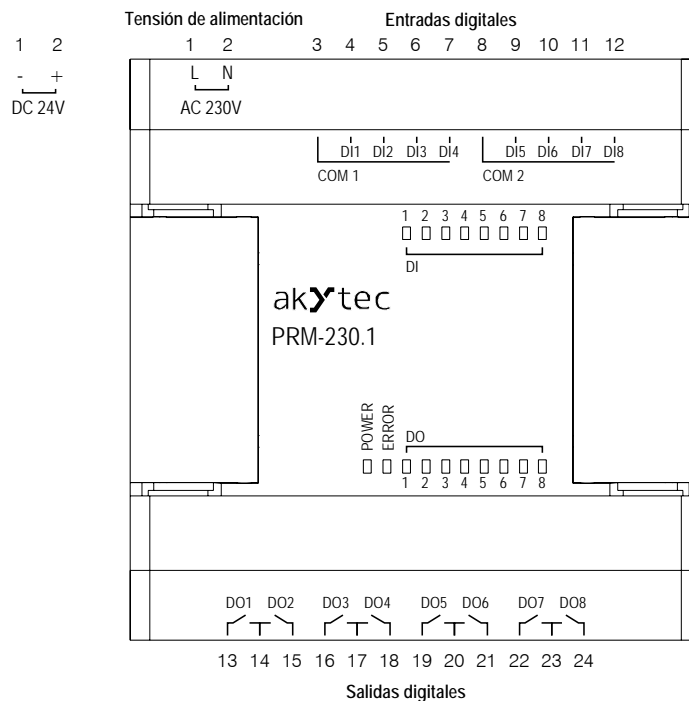 Tensión de alimentación Entradas digitales
1 2 1 2 3 4 5 6 7 8 9 10 11 12
- + L N
DC 24V AC 230V
DI1 DI2 DI3 DI4 DI5 DI6 DI7 DI8
COM 1 COM 2
1 2 3 4 5 6 7 8
DI
akytec
PRM-230.1
POWER
ERROR
DO
1 2 3 4 5 6 7 8
DO1 DO2 DO3 DO4 DO5 DO6 DO7 DO8
13 14 15 16 17 18 19 20 21 22 23 24
Salidas digitales